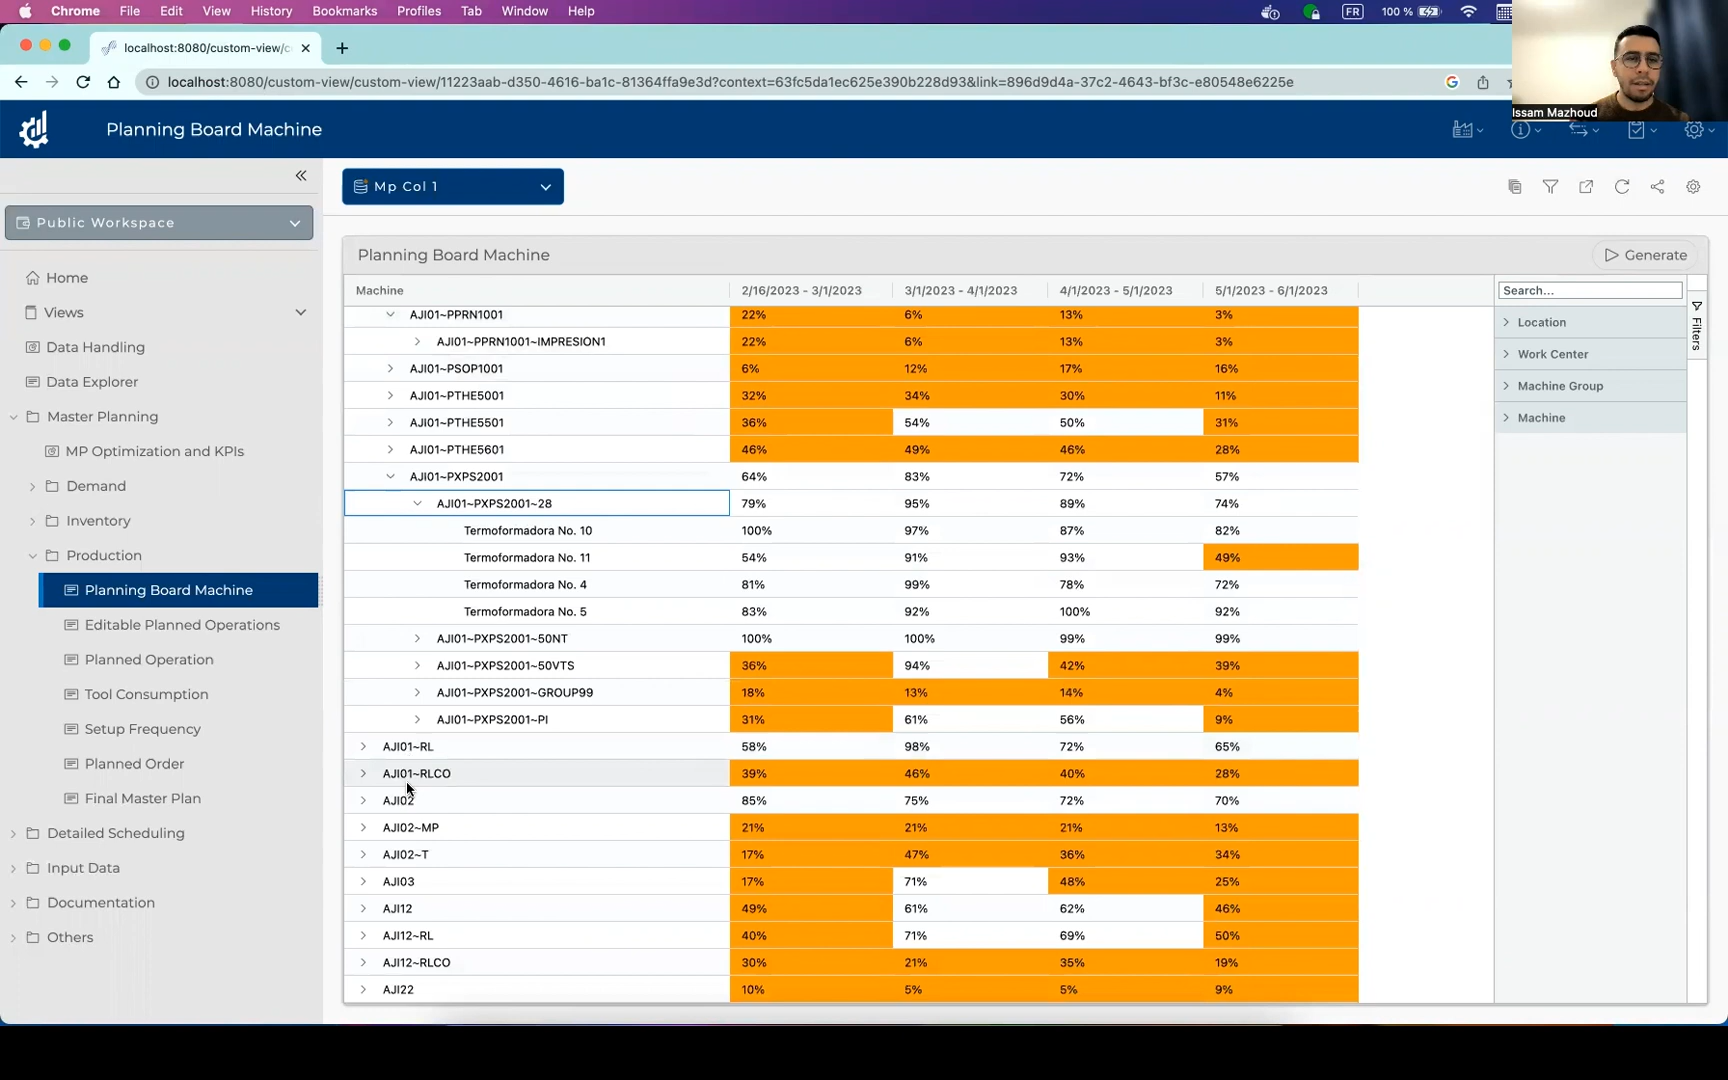 Chrome File Edit View History Bookmarks Profiles Tab Window Help FR 100 %
localhost:8080/custom-view/c
localhost:8080/custom-view/custom-view/11223aab-d350-4616-ba1c-81364ffa9e3d?context=63fc5da1ec625e390b228d93&link=896d9d4a-37c2-4643-bf3c-e80548e6225e
Issam Mazhoud
Planning Board Machine
Mp Col 1
Public Workspace
Home
Views
Data Handling
Data Explorer
Master Planning
MP Optimization and KPIs
Demand
Inventory
Production
Planning Board Machine
Editable Planned Operations
Planned Operation
Tool Consumption
Setup Frequency
Planned Order
Final Master Plan
Detailed Scheduling
Input Data
Documentation
Others
Planning Board Machine Generate
Machine 2/16/2023 - 3/1/2023 3/1/2023 - 4/1/2023 4/1/2023 - 5/1/2023 5/1/2023 - 6/1/2023
AJI01~PPRN1001 22% 6% 13% 3%
AJI01~PPRN1001~IMPRESION1 22% 6% 13% 3%
AJI01~PSOP1001 6% 12% 17% 16%
AJI01~PTHE5001 32% 34% 30% 11%
AJI01~PTHE5501 36% 54% 50% 31%
AJI01~PTHE5601 46% 49% 46% 28%
AJI01~PXPS2001 64% 83% 72% 57%
AJI01~PXPS2001~28 79% 95% 89% 74%
Termoformadora No. 10 100% 97% 87% 82%
Termoformadora No. 11 54% 91% 93% 49%
Termoformadora No. 4 81% 99% 78% 72%
Termoformadora No. 5 83% 92% 100% 92%
AJI01~PXPS2001~50NT 100% 100% 99% 99%
AJI01~PXPS2001~50VTS 36% 94% 42% 39%
AJI01~PXPS2001~GROUP99 18% 13% 14% 4%
AJI01~PXPS2001~PI 31% 61% 56% 9%
AJI01~RL 58% 98% 72% 65%
AJI01~RLCO 39% 46% 40% 28%
AJI02 85% 75% 72% 70%
AJI02~MP 21% 21% 21% 13%
AJI02~T 17% 47% 36% 34%
AJI03 17% 71% 48% 25%
AJI12 49% 61% 62% 46%
AJI12~RL 40% 71% 69% 50%
AJI12~RLCO 30% 21% 35% 19%
AJI22 10% 5% 5% 9%
Search...
Location
Work Center
Machine Group
Machine
Filters